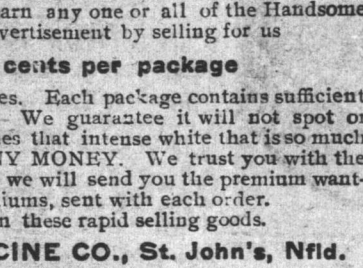 arn any one or all of the Handsome
vertisement by selling for us
cents per package
es. Each package contains sufficient
— We guarantee it will not spot or
es that intense white that is so much
NY MONEY. We trust you with the
we will send you the premium want-
iums, sent with each order.
n these rapid selling goods.
CINE CO., St. John's, Nfld.